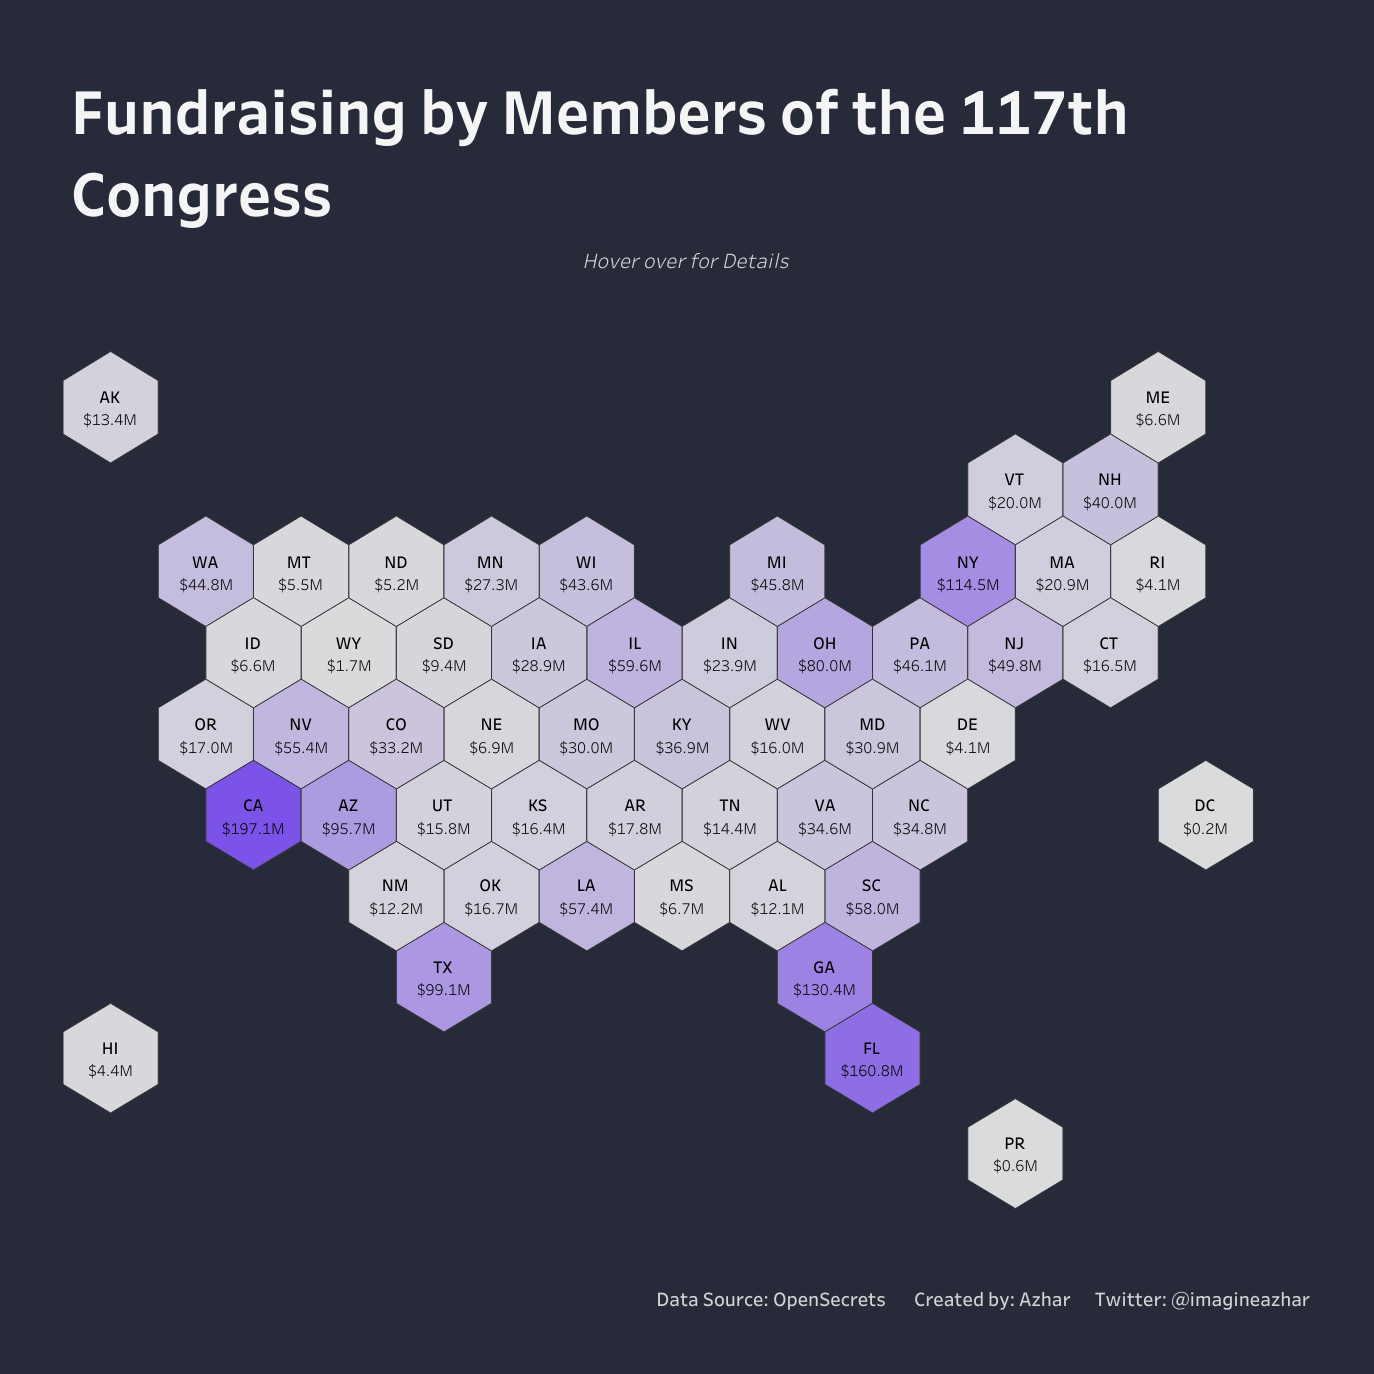 Fundraising by Members of the 117th
Congress
Hover over for Details
AK
$13.4M
ME
$6.6M
VT
$20.0M
NH
$40.0M
WA
$44.8M
MT
$5.5M
ND
$5.2M
MN
$27.3M
WI
$43.6M
MI
$45.8M
NY
$114.5M
MA
$20.9M
RI
$4.1M
ID
$6.6M
WY
$1.7M
SD
$9.4M
IA
$28.9M
IL
$59.6M
IN
$23.9M
OH
$80.0M
PA
$46.1M
NJ
$49.8M
CT
$16.5M
OR
$17.0M
NV
$55.4M
CO
$33.2M
NE
$6.9M
MO
$30.0M
KY
$36.9M
WV
$16.0M
MD
$30.9M
DE
$4.1M
CA
$197.1M
AZ
$95.7M
UT
$15.8M
KS
$16.4M
AR
$17.8M
TN
$14.4M
VA
$34.6M
NC
$34.8M
DC
$0.2M
NM
$12.2M
OK
$16.7M
LA
$57.4M
MS
$6.7M
AL
$12.1M
SC
$58.0M
TX
$99.1M
GA
$130.4M
HI
$4.4M
FL
$160.8M
PR
$0.6M
Data Source: OpenSecrets Created by: Azhar Twitter: @imagineazhar